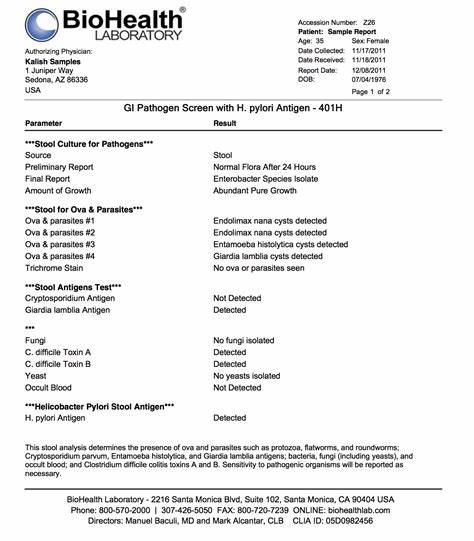 BioHealth®
LABORATORY
Accession Number: Z26
Patient: Sample Report
Age: 35 Sex: Female
Date Collected: 11/17/2011
Date Received: 11/18/2011
Report Date: 12/08/2011
DOB: 07/04/1976
Page 1 of 2
Authorizing Physician:
Kalish Samples
1 Juniper Way
Sedona, AZ 86336
USA
GI Pathogen Screen with H. pylori Antigen - 401H
Parameter Result
***Stool Culture for Pathogens***
Source Stool
Preliminary Report Normal Flora After 24 Hours
Final Report Enterobacter Species Isolate
Amount of Growth Abundant Pure Growth
***Stool for Ova & Parasites***
Ova & parasites #1 Endolimax nana cysts detected
Ova & parasites #2 Endolimax nana cysts detected
Ova & parasites #3 Entamoeba histolytica cysts detected
Ova & parasites #4 Giardia lamblia cysts detected
Trichrome Stain No ova or parasites seen
***Stool Antigens Test***
Cryptosporidium Antigen Not Detected
Giardia lamblia Antigen Detected
***
Fungi No fungi isolated
C. difficile Toxin A Detected
C. difficile Toxin B Detected
Yeast No yeasts isolated
Occult Blood Not Detected
***Helicobacter Pylori Stool Antigen***
H. pylori Antigen Detected
This stool analysis determines the presence of ova and parasites such as protozoa, flatworms, and roundworms;
Cryptosporidium parvum, Entamoeba histolytica, and Giardia lamblia antigens; bacteria, fungi (including yeasts), and
occult blood; and Clostridium difficile colitis toxins A and B. Sensitivity to pathogenic organisms will be reported as
necessary.
BioHealth Laboratory - 2216 Santa Monica Blvd, Suite 102, Santa Monica, CA 90404 USA
Phone: 800-570-2000 | 307-426-5050 FAX: 800-720-7239 ONLINE: biohealthlab.com
Directors: Manuel Baculi, MD and Mark Alcantar, CLB CLIA ID: 05D0982456